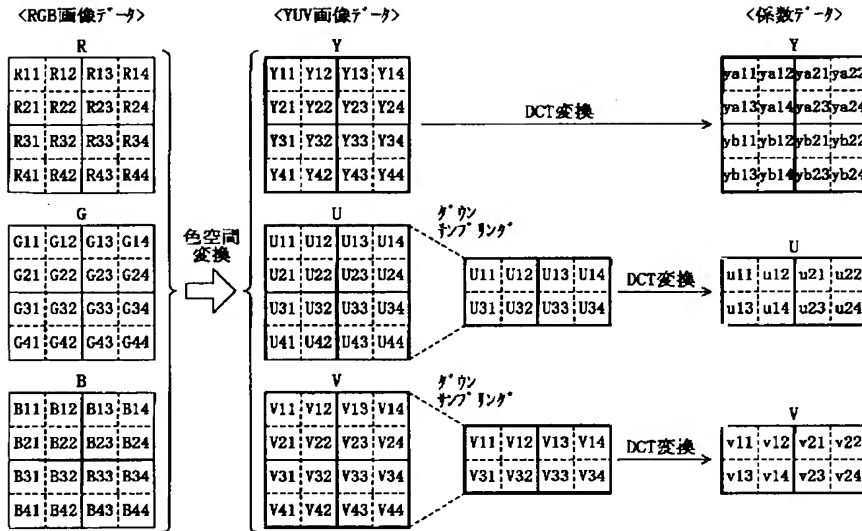 <RGB画像ﾃﾞｰﾀ>
R
R11 R12 R13 R14
R21 R22 R23 R24
R31 R32 R33 R34
R41 R42 R43 R44
G
G11 G12 G13 G14
G21 G22 G23 G24
G31 G32 G33 G34
G41 G42 G43 G44
B
B11 B12 B13 B14
B21 B22 B23 B24
B31 B32 B33 B34
B41 B42 B43 B44
色空間
変換
<YUV画像ﾃﾞｰﾀ>
Y
Y11 Y12 Y13 Y14
Y21 Y22 Y23 Y24
Y31 Y32 Y33 Y34
Y41 Y42 Y43 Y44
U
U11 U12 U13 U14
U21 U22 U23 U24
U31 U32 U33 U34
U41 U42 U43 U44
V
V11 V12 V13 V14
V21 V22 V23 V24
V31 V32 V33 V34
V41 V42 V43 V44
DCT変換
ﾀﾞｳﾝ
ｻﾝﾌﾟﾘﾝｸﾞ
U11 U12 U13 U14
U31 U32 U33 U34
DCT変換
ﾀﾞｳﾝ
ｻﾝﾌﾟﾘﾝｸﾞ
V11 V12 V13 V14
V31 V32 V33 V34
DCT変換
<係数ﾃﾞｰﾀ>
Y
ya11 ya12 ya21 ya22
ya13 ya14 ya23 ya24
yb11 yb12 yb21 yb22
yb13 yb14 yb23 yb24
U
u11 u12 u21 u22
u13 u14 u23 u24
V
v11 v12 v21 v22
v13 v14 v23 v24